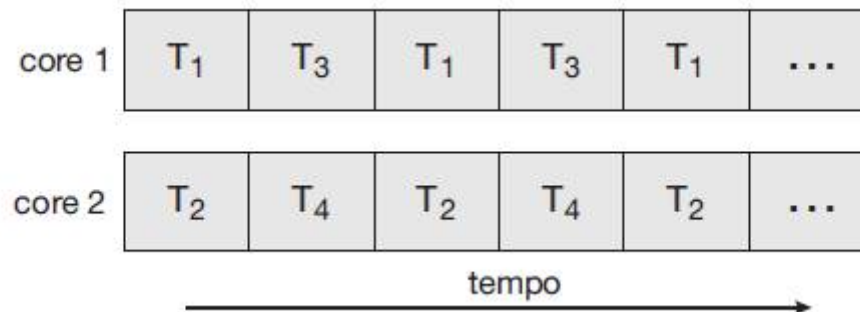 core 1 T₁ T₃ T₁ T₃ T₁ ...
core 2 T₂ T₄ T₂ T₄ T₂ ...
tempo